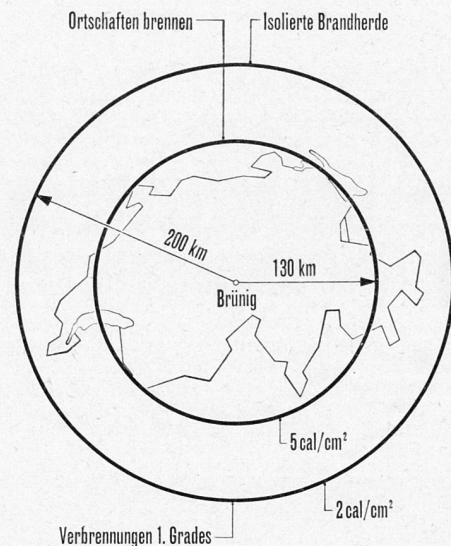 Ortschaften brennen
Isolierte Brandherde
200 km
130 km
Brünig
5 cal/cm²
2 cal/cm²
Verbrennungen 1. Grades